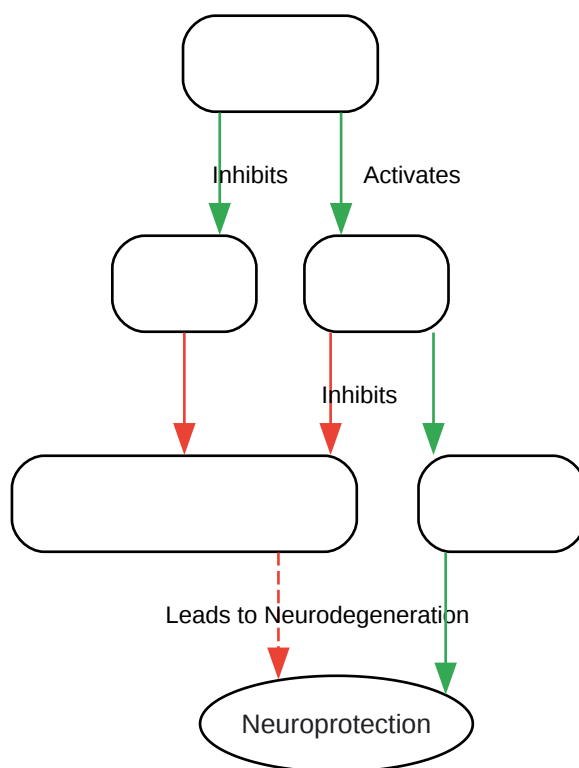 Inhibits
Activates
Inhibits
Leads to Neurodegeneration
Neuroprotection